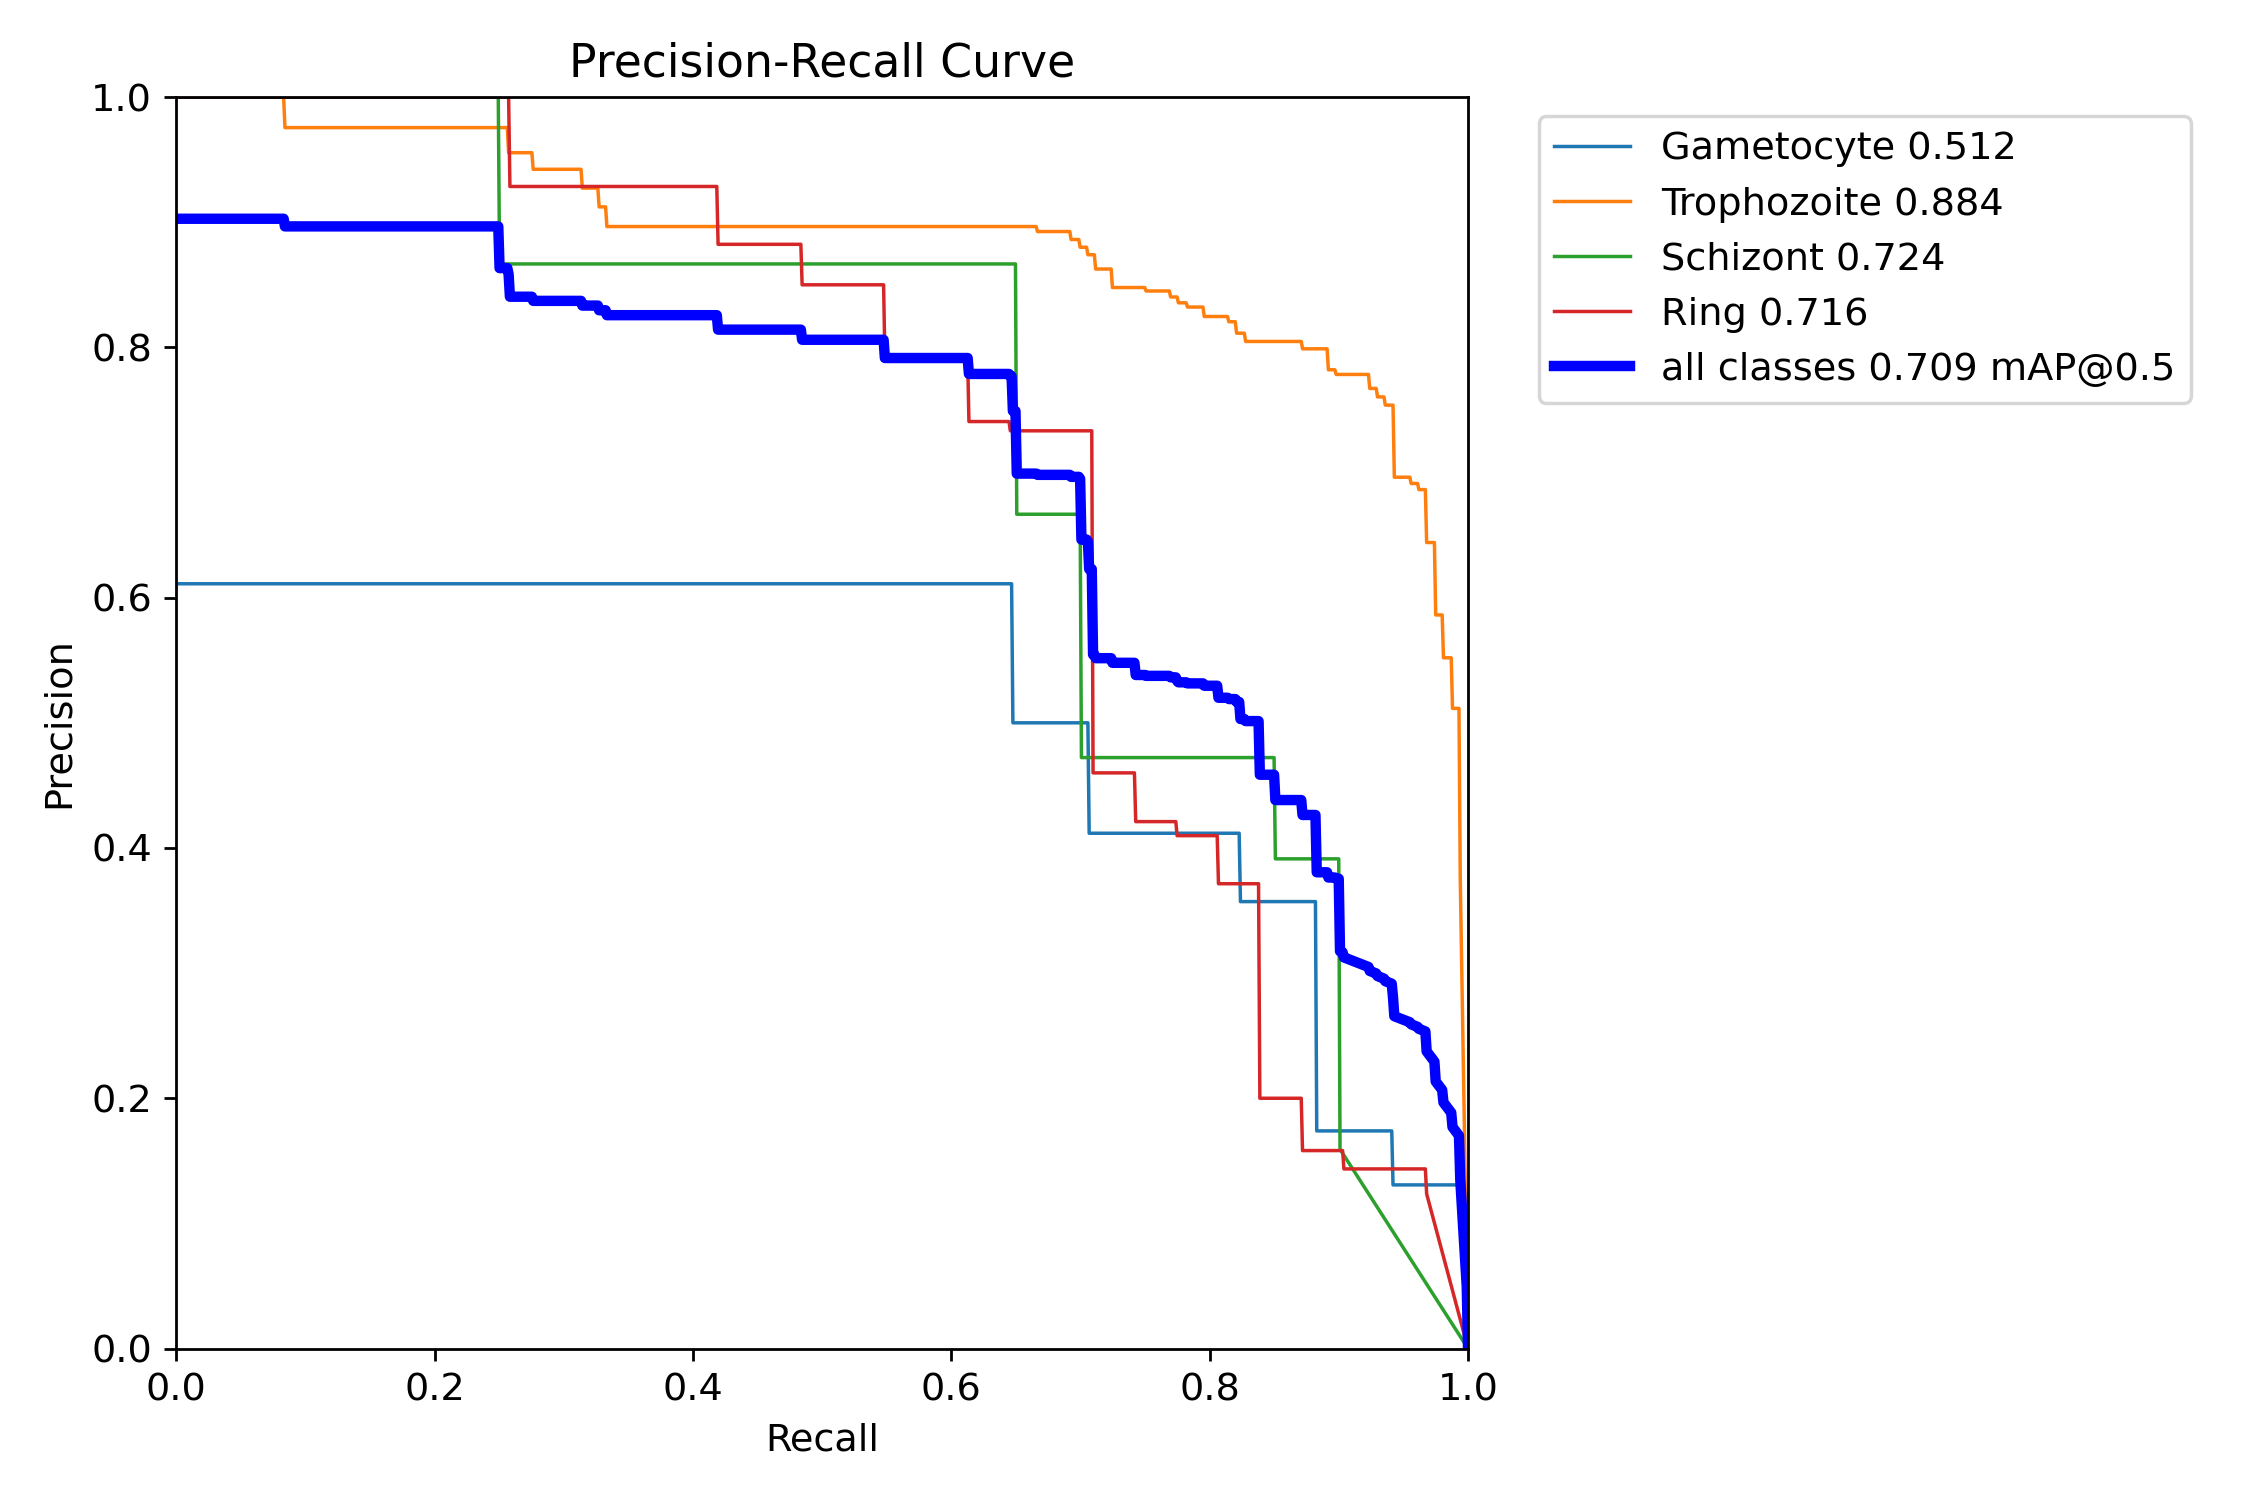 Precision-Recall Curve
1.0
0.8
0.6
0.4
0.2
0.0
Precision
0.0 0.2 0.4 0.6 0.8 1.0
Recall
Gametocyte 0.512
Trophozoite 0.884
Schizont 0.724
Ring 0.716
all classes 0.709 mAP@0.5